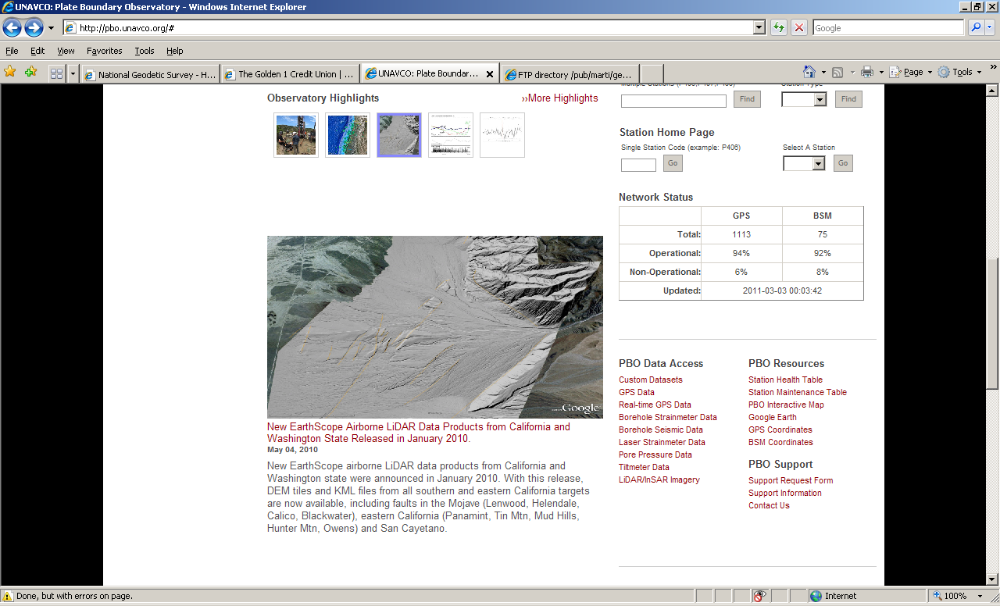 UNAVCO: Plate Boundary Observatory - Windows Internet Explorer
http://pbo.unavco.org/#
Google
File Edit View Favorites Tools Help
National Geodetic Survey - H...
The Golden 1 Credit Union | ...
UNAVCO: Plate Boundar...
FTP directory /pub/marti/ge...
Page
Tools
Observatory Highlights
››More Highlights
Find
Find
Station Home Page
Single Station Code (example: P406)
Select A Station
Go
Go
Network Status
GPS BSM
Total: 1113 75
Operational: 94% 92%
Non-Operational: 6% 8%
Updated: 2011-03-03 00:03:42
Google
New EarthScope Airborne LiDAR Data Products from California and
Washington State Released in January 2010.
May 04, 2010
New EarthScope airborne LiDAR data products from California and
Washington state were announced in January 2010. With this release,
DEM tiles and KML files from all southern and eastern California targets
are now available, including faults in the Mojave (Lenwood, Helendale,
Calico, Blackwater), eastern California (Panamint, Tin Mtn, Mud Hills,
Hunter Mtn, Owens) and San Cayetano.
PBO Data Access
Custom Datasets
GPS Data
Real-time GPS Data
Borehole Strainmeter Data
Borehole Seismic Data
Laser Strainmeter Data
Pore Pressure Data
Tiltmeter Data
LiDAR/InSAR Imagery
PBO Resources
Station Health Table
Station Maintenance Table
PBO Interactive Map
Google Earth
GPS Coordinates
BSM Coordinates
PBO Support
Support Request Form
Support Information
Contact Us
Done, but with errors on page.
Internet
100%